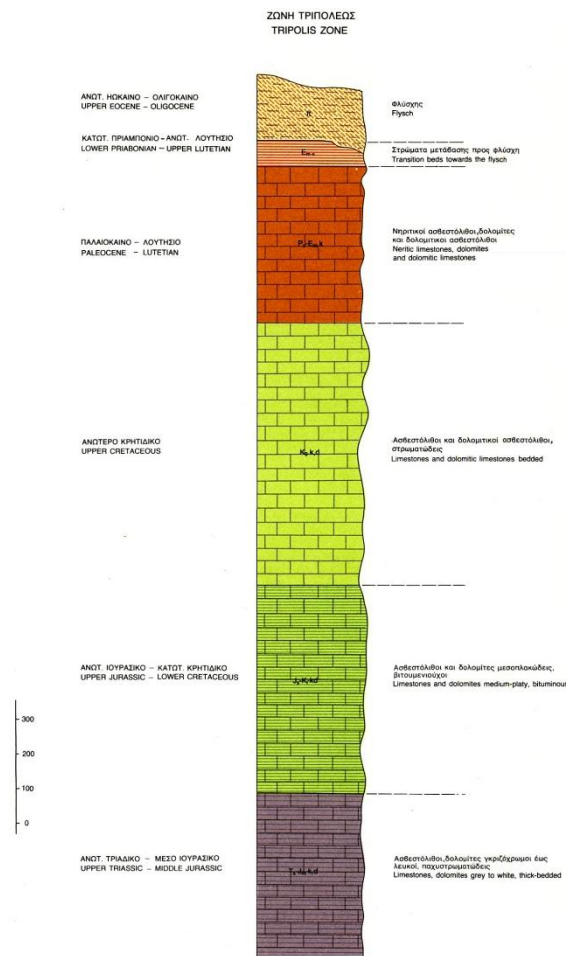 ΖΩΝΗ ΤΡΙΠΟΛΕΩΣ
TRIPOLIS ZONE
ΑΝΩΤ. ΗΩΚΑΙΝΟ – ΟΛΙΓΟΚΑΙΝΟ
UPPER EOCENE – OLIGOCENE
Φλύσχης
Flysch
ΚΑΤΩΤ. ΠΡΙΑΜΠΟΝΙΟ – ΑΝΩΤ. ΛΟΥΤΗΣΙΟ
LOWER PRIABONIAN – UPPER LUTETIAN
Στρώματα μετάβασης προς φλύσχη
Transition beds towards the flysch
ΠΑΛΑΙΟΚΑΙΝΟ – ΛΟΥΤΗΣΙΟ
PALEOCENE – LUTETIAN
Νηριτικοί ασβεστόλιθοι, δολομίτες
και δολομιτικοι ασβεστόλιθοι
Neritic limestones, dolomites
and dolomitic limestones
ΑΝΩΤΕΡΟ ΚΡΗΤΙΔΙΚΟ
UPPER CRETACEOUS
K₂.k,d
Ασβεστόλιθοι και δολομιτικοί ασβεστόλιθοι,
στρωματώδεις
Limestones and dolomitic limestones bedded
ΑΝΩΤ. ΙΟΥΡΑΣΙΚΟ – ΚΑΤΩΤ. ΚΡΗΤΙΔΙΚΟ
UPPER JURASSIC – LOWER CRETACEOUS
Ασβεστόλιθοι και δολομίτες μεσοπλακώδεις,
βιτουμενιούχοι
Limestones and dolomites medium-platy, bituminous
300
200
100
0
ΑΝΩΤ. ΤΡΙΑΔΙΚΟ – ΜΕΣΟ ΙΟΥΡΑΣΙΚΟ
UPPER TRIASSIC – MIDDLE JURASSIC
Ασβεστόλιθοι, δολομίτες γκριζόχρωμοι έως
λευκοί, παχυστρωματώδεις
Limestones, dolomites grey to white, thick-bedded